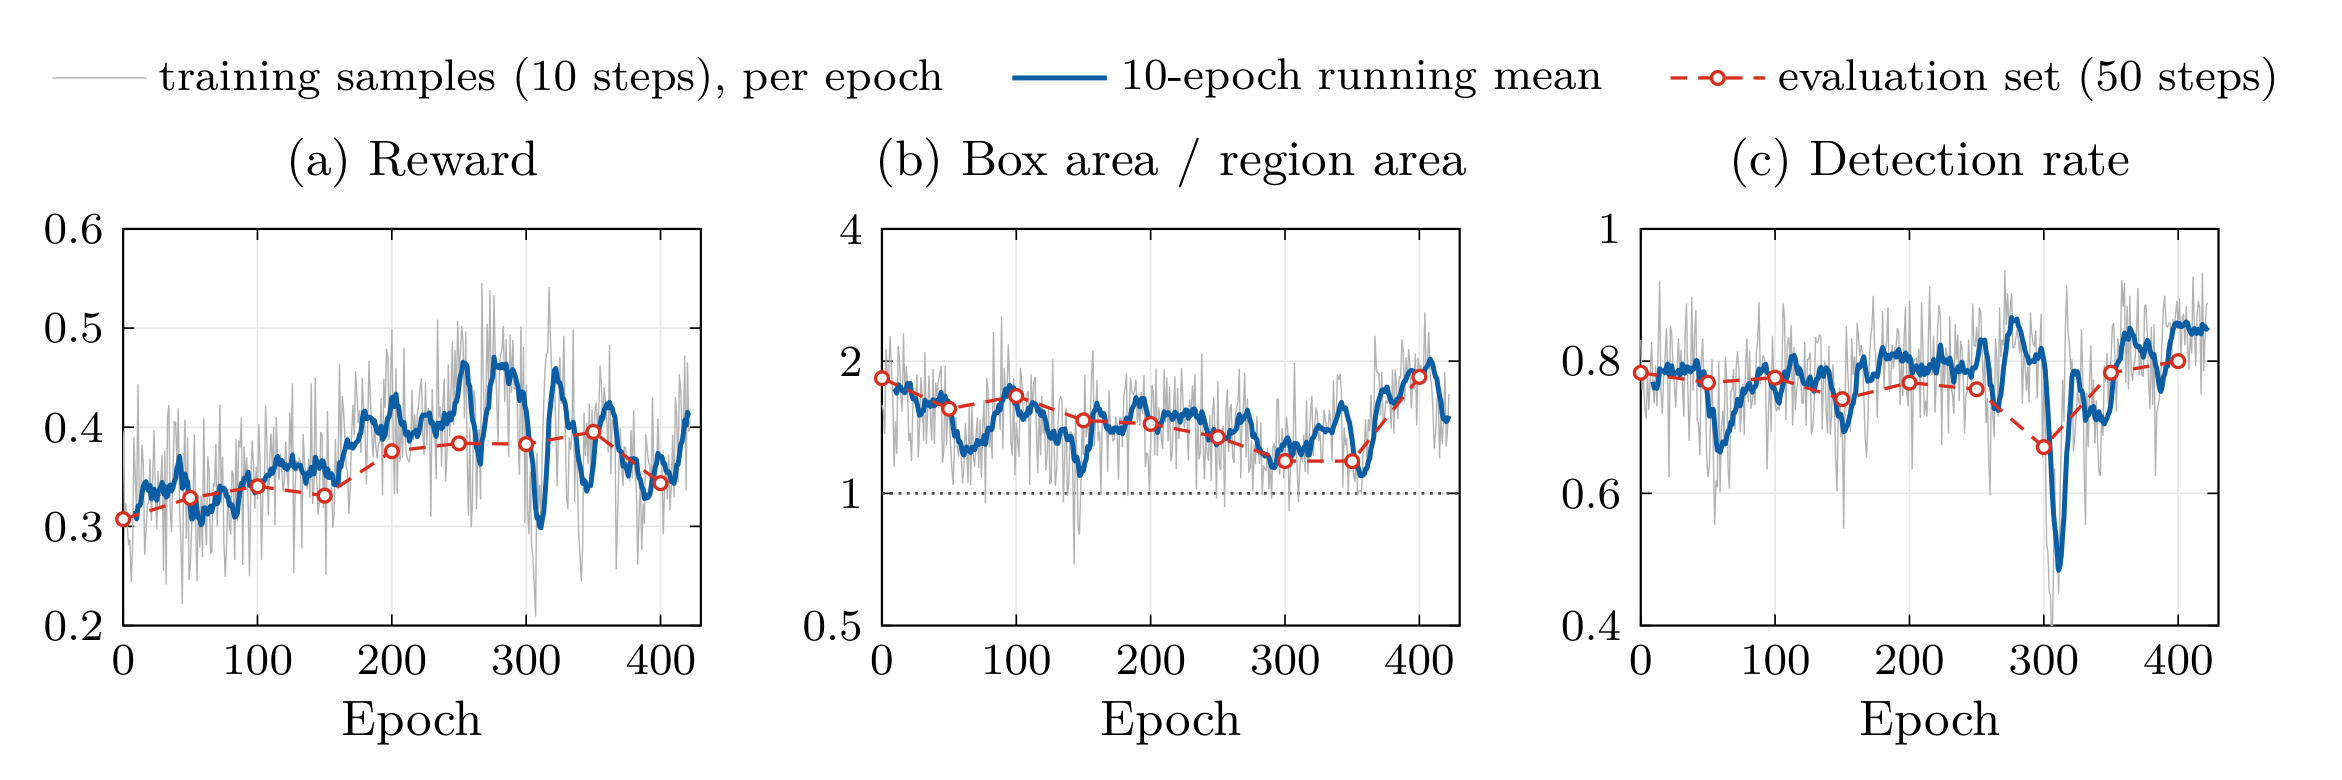 training samples (10 steps), per epoch 10-epoch running mean evaluation set (50 steps)
(a) Reward
0.6
0.5
0.4
0.3
0.2
0 100 200 300 400
Epoch
(b) Box area / region area
4
2
1
0.5
0 100 200 300 400
Epoch
(c) Detection rate
1
0.8
0.6
0.4
0 100 200 300 400
Epoch